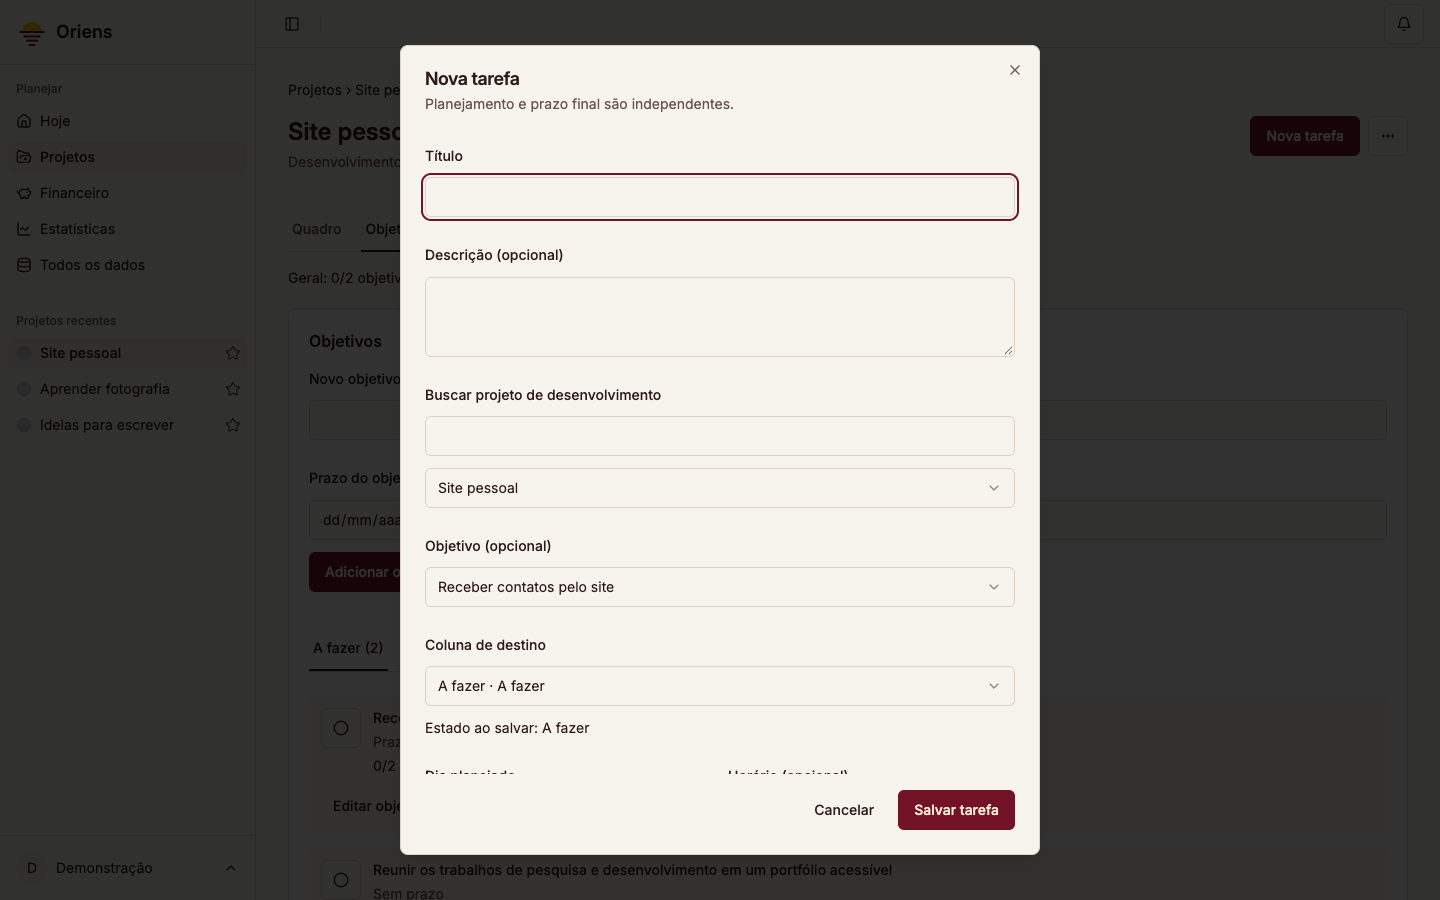 Oriens
Planejar
Hoje
Projetos
Financeiro
Estatísticas
Todos os dados
Projetos recentes
Site pessoal
Aprender fotografia
Ideias para escrever
D Demonstração
Projetos › Site pe
Site pesso
Desenvolvimento
Nova tarefa
Quadro Objet
Geral: 0/2 objetiv
Objetivos
Novo objetivo
Prazo do obje
dd/mm/aaa
Adicionar o
A fazer (2)
Rece
Praz
0/2
Editar obje
Reunir os trabalhos de pesquisa e desenvolvimento em um portfólio acessível
Sem prazo
Nova tarefa
Planejamento e prazo final são independentes.
Título
Descrição (opcional)
Buscar projeto de desenvolvimento
Site pessoal
Objetivo (opcional)
Receber contatos pelo site
Coluna de destino
A fazer · A fazer
Estado ao salvar: A fazer
Dia planejado Horário (opcional)
Cancelar Salvar tarefa